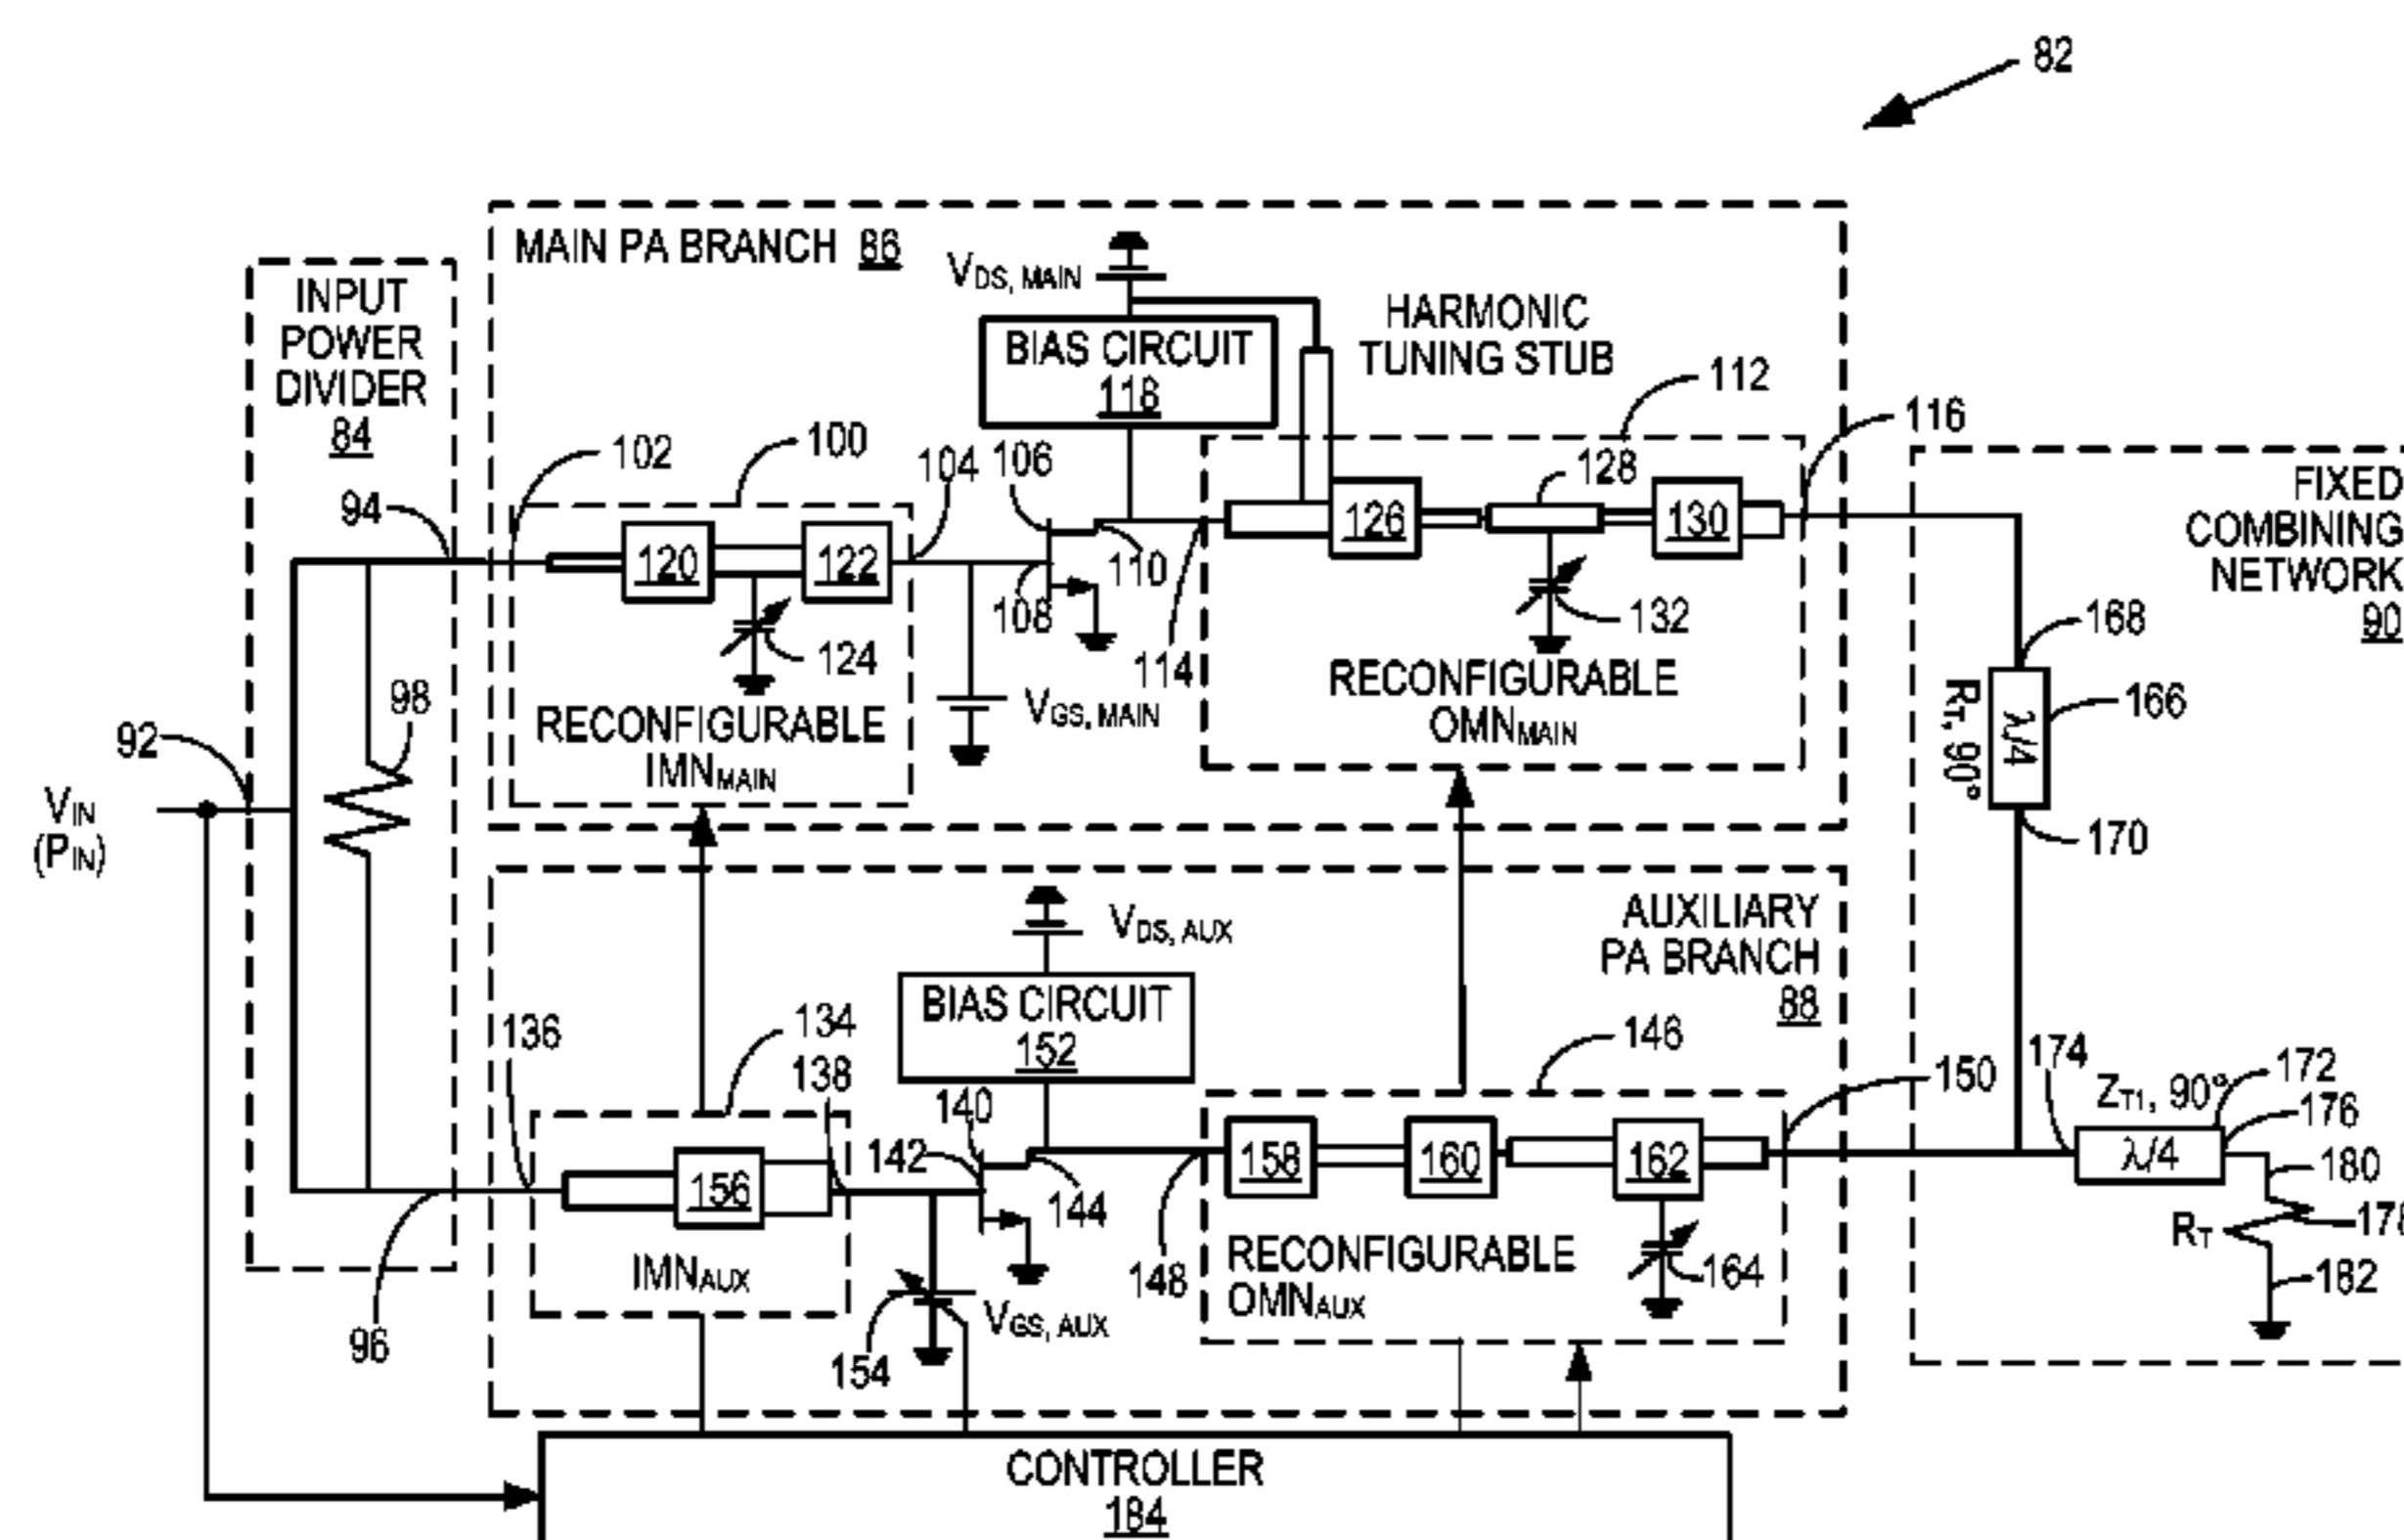 82
MAIN PA BRANCH 86
INPUT
POWER
DIVIDER
84
VDS, MAIN
BIAS CIRCUIT
118
HARMONIC
TUNING STUB
112
116
102
100
104
106
128
FIXED
COMBINING
NETWORK
90
94
120
122
126
130
108
110
124
114
132
168
98
RECONFIGURABLE
IMNMAIN
VGS, MAIN
RECONFIGURABLE
OMNMAIN
RT, 90°
λ/4
166
92
VIN
(PIN)
170
VDS, AUX
AUXILIARY
PA BRANCH
88
BIAS CIRCUIT
152
136
134
138
146
150
140
142
174
ZT1, 90°
172
176
156
158
160
162
λ/4
180
144
178
RT
IMNAUX
148
RECONFIGURABLE
OMNAUX
164
182
96
154
VGS, AUX
CONTROLLER
184